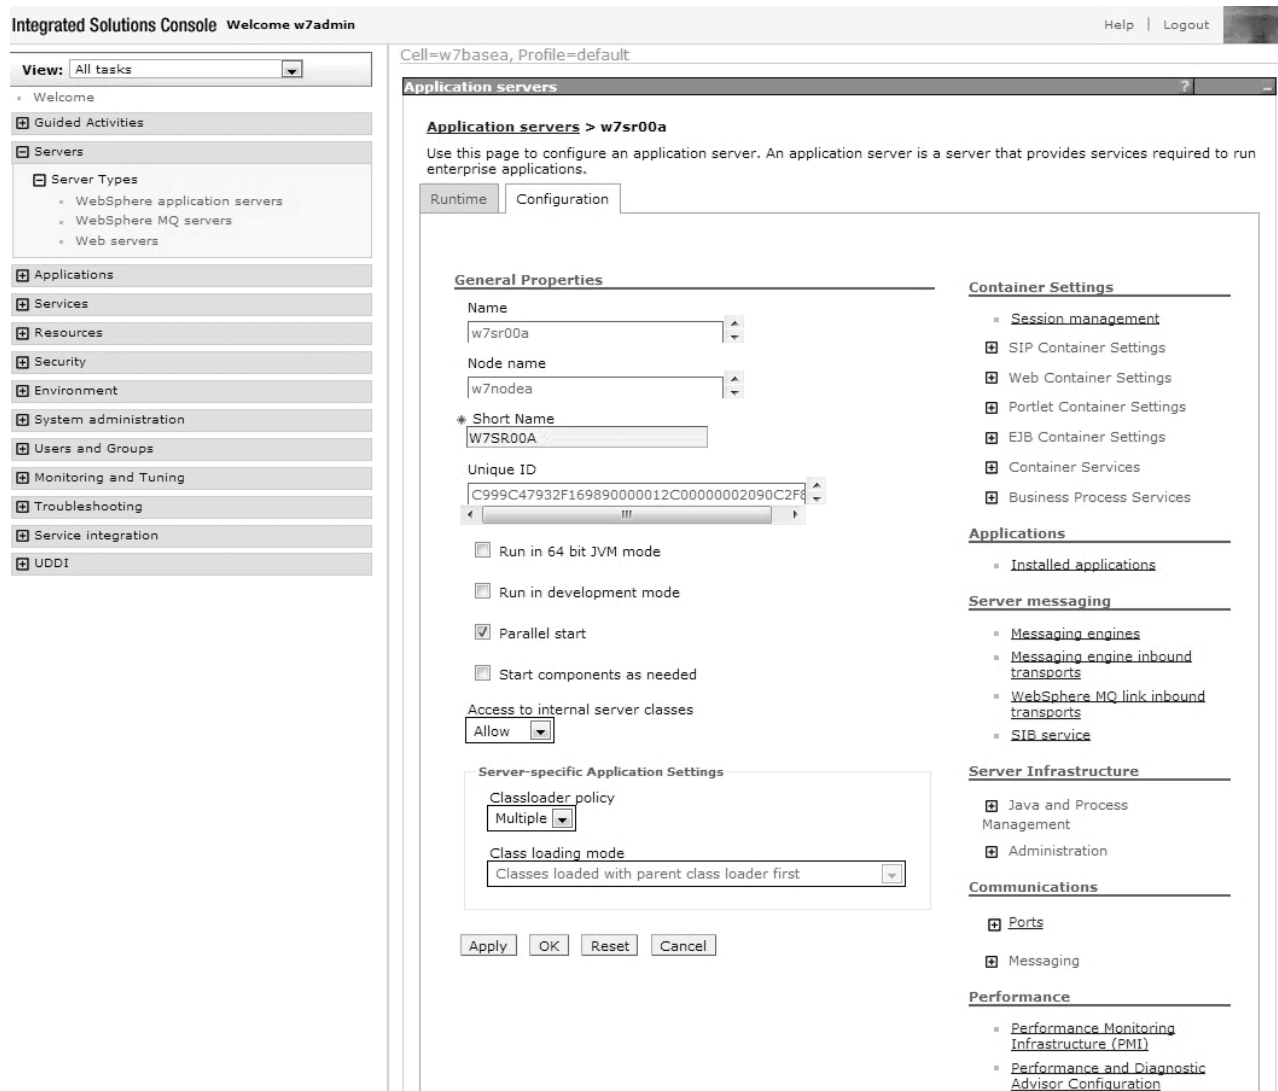 Integrated Solutions Console Welcome w7admin
Help | Logout
View: All tasks
Welcome
Guided Activities
Servers
Server Types
WebSphere application servers
WebSphere MQ servers
Web servers
Applications
Services
Resources
Security
Environment
System administration
Users and Groups
Monitoring and Tuning
Troubleshooting
Service integration
UDDI
Cell=w7basea, Profile=default
Application servers
?
Application servers > w7sr00a
Use this page to configure an application server. An application server is a server that provides services required to run
enterprise applications.
Runtime
Configuration
General Properties
Name
w7sr00a
Node name
w7nodea
Short Name
W7SR00A
Unique ID
C999C47932F169890000012C00000002090C2F8
Run in 64 bit JVM mode
Run in development mode
Parallel start
Start components as needed
Access to internal server classes
Allow
Server-specific Application Settings
Classloader policy
Multiple
Class loading mode
Classes loaded with parent class loader first
Apply OK Reset Cancel
Container Settings
Session management
SIP Container Settings
Web Container Settings
Portlet Container Settings
EJB Container Settings
Container Services
Business Process Services
Applications
Installed applications
Server messaging
Messaging engines
Messaging engine inbound
transports
WebSphere MQ link inbound
transports
SIB service
Server Infrastructure
Java and Process
Management
Administration
Communications
Ports
Messaging
Performance
Performance Monitoring
Infrastructure (PMI)
Performance and Diagnostic
Advisor Configuration